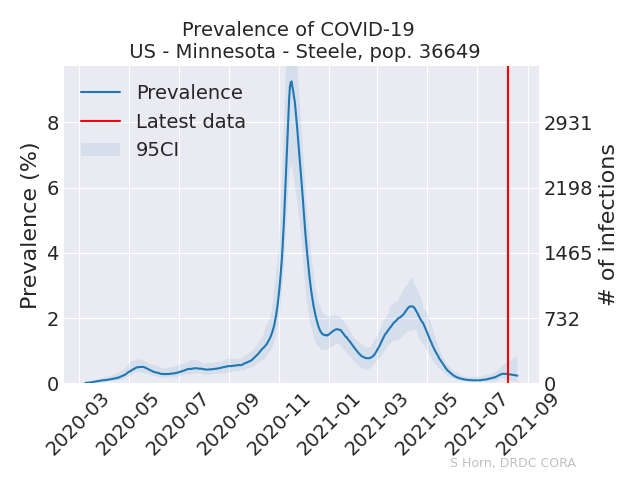 Prevalence of COVID-19
US - Minnesota - Steele, pop. 36649
Prevalence
Latest data
95CI
Prevalence (%)
8
6
4
2
0
2931
2198
1465
732
0
# of infections
2020-03
2020-05
2020-07
2020-09
2020-11
2021-01
2021-03
2021-05
2021-07
2021-09
S Horn, DRDC CORA